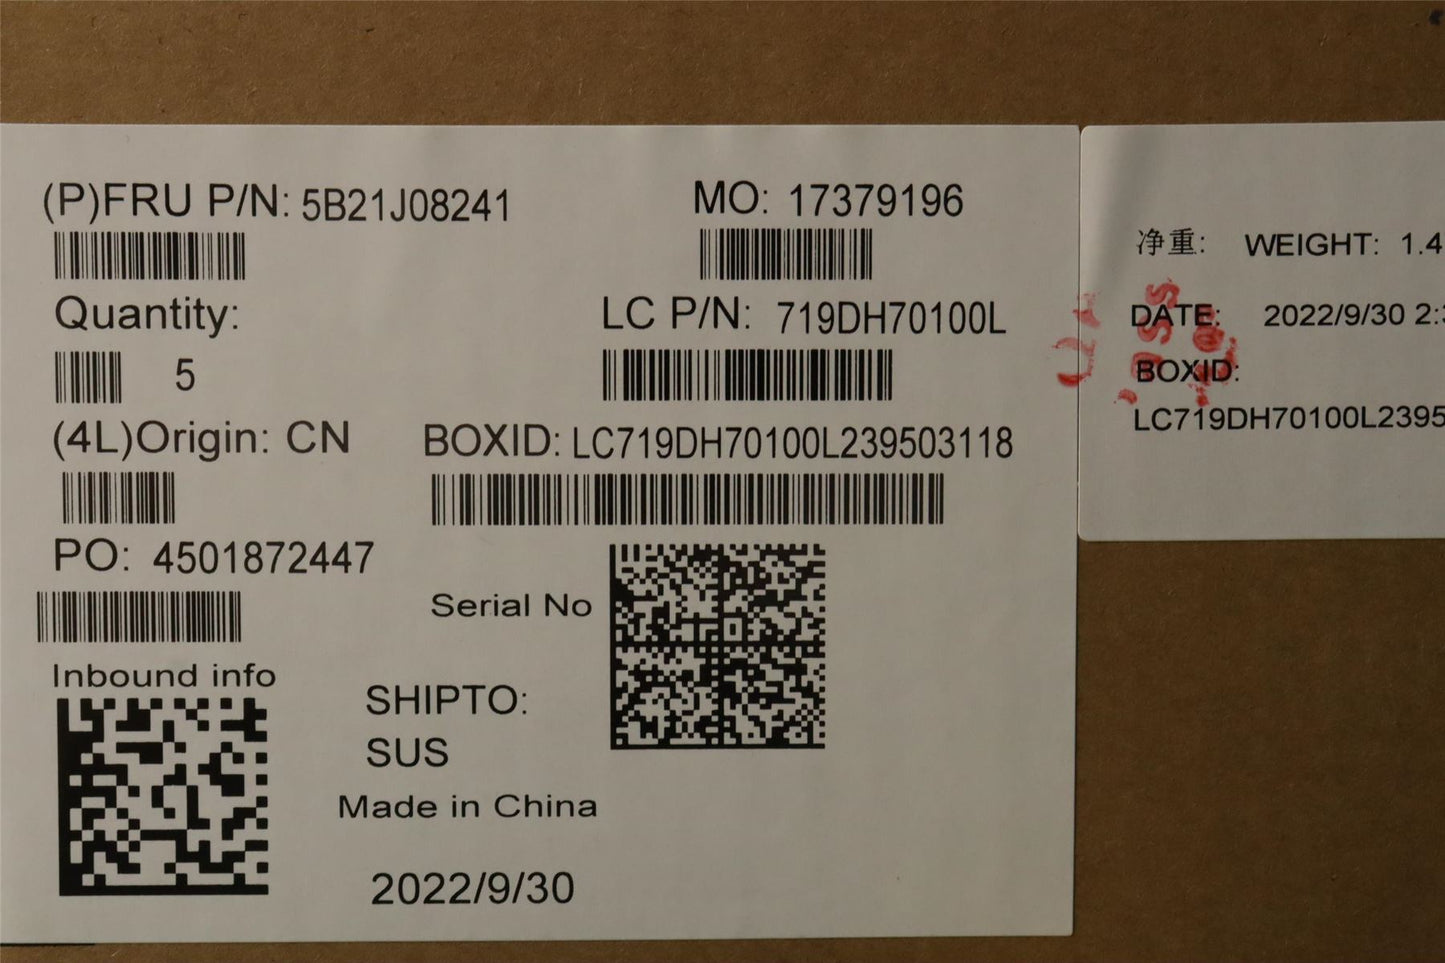 (P)FRU P/N: 5B21J08241
MO: 17379196
Quantity:
5
LC P/N: 719DH70100L
(4L)Origin: CN
BOXID: LC719DH70100L239503118
PO: 4501872447
Serial No
Inbound info
SHIPTO:
SUS
Made in China
2022/9/30
净重: WEIGHT: 1.4
DATE: 2022/9/30 2:
BOXID:
LC719DH70100L2395